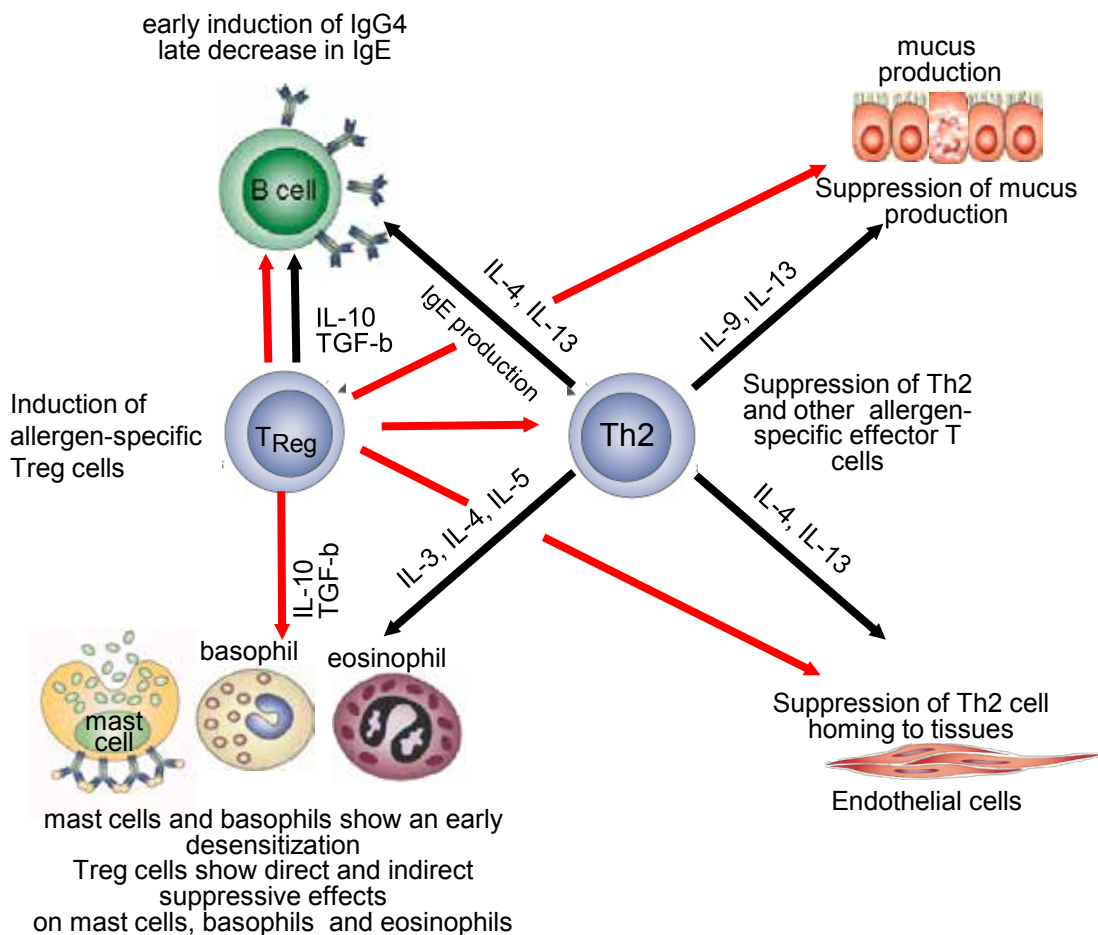 early induction of IgG4
late decrease in IgE
B cell
mucus
production
Suppression of mucus
production
IL-4, IL-13
IgE production
IL-9, IL-13
IL-10
TGF-b
Induction of
allergen-specific
Treg cells
TReg
Th2
Suppression of Th2
and other allergen-
specific effector T
cells
IL-3, IL-4, IL-5
IL-4, IL-13
IL-10
TGF-b
basophil
eosinophil
mast
cell
Suppression of Th2 cell
homing to tissues
Endothelial cells
mast cells and basophils show an early
desensitization
Treg cells show direct and indirect
suppressive effects
on mast cells, basophils and eosinophils